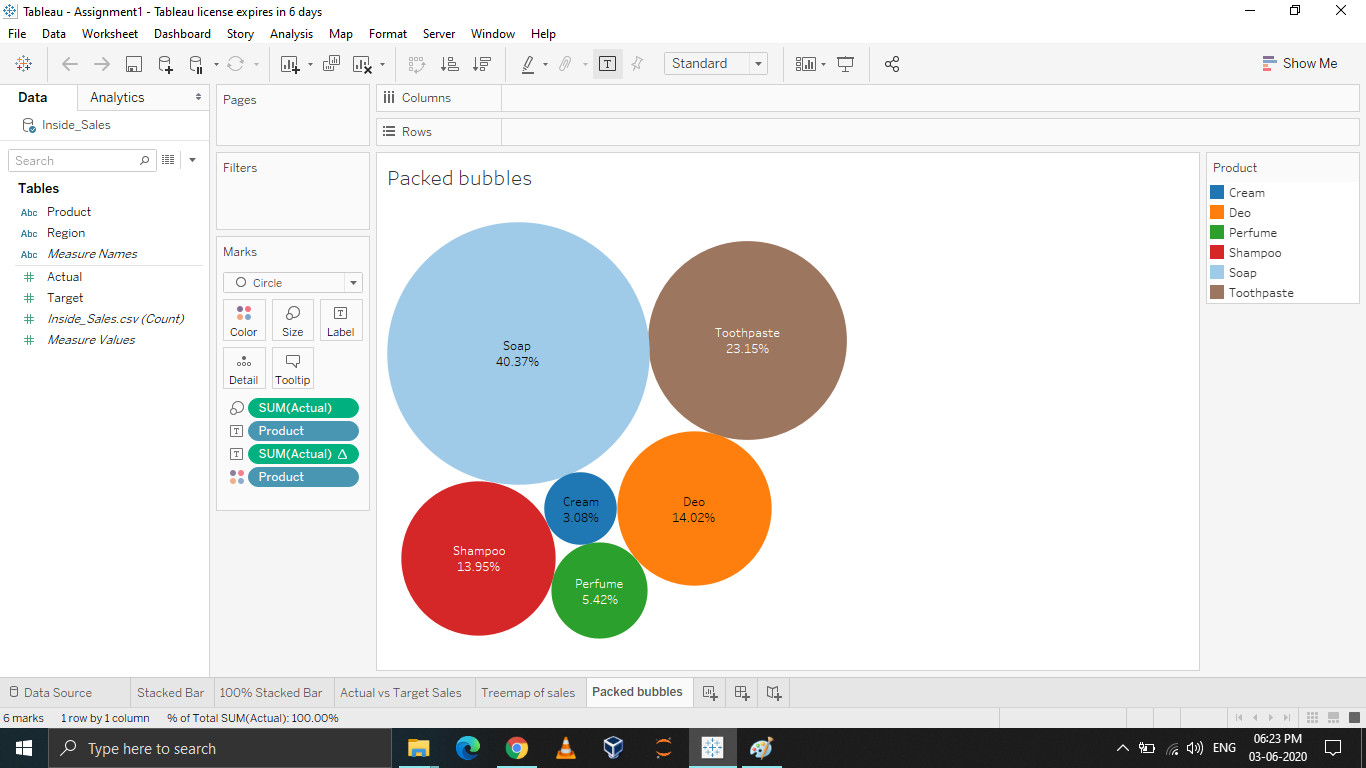 Tableau - Assignment1 - Tableau license expires in 6 days
File Data Worksheet Dashboard Story Analysis Map Format Server Window Help
Standard
Show Me
Data Analytics
Inside_Sales
Search
Tables
Abc Product
Abc Region
Abc Measure Names
Actual
Target
Inside_Sales.csv (Count)
Measure Values
Pages
Filters
Marks
Circle
Color Size Label
Detail Tooltip
SUM(Actual)
Product
SUM(Actual) Δ
Product
Columns
Rows
Packed bubbles
Soap
40.37%
Toothpaste
23.15%
Cream
3.08%
Deo
14.02%
Shampoo
13.95%
Perfume
5.42%
Product
Cream
Deo
Perfume
Shampoo
Soap
Toothpaste
Data Source Stacked Bar 100% Stacked Bar Actual vs Target Sales Treemap of sales Packed bubbles
6 marks 1 row by 1 column % of Total SUM(Actual): 100.00%
Type here to search
ENG
06:23 PM
03-06-2020